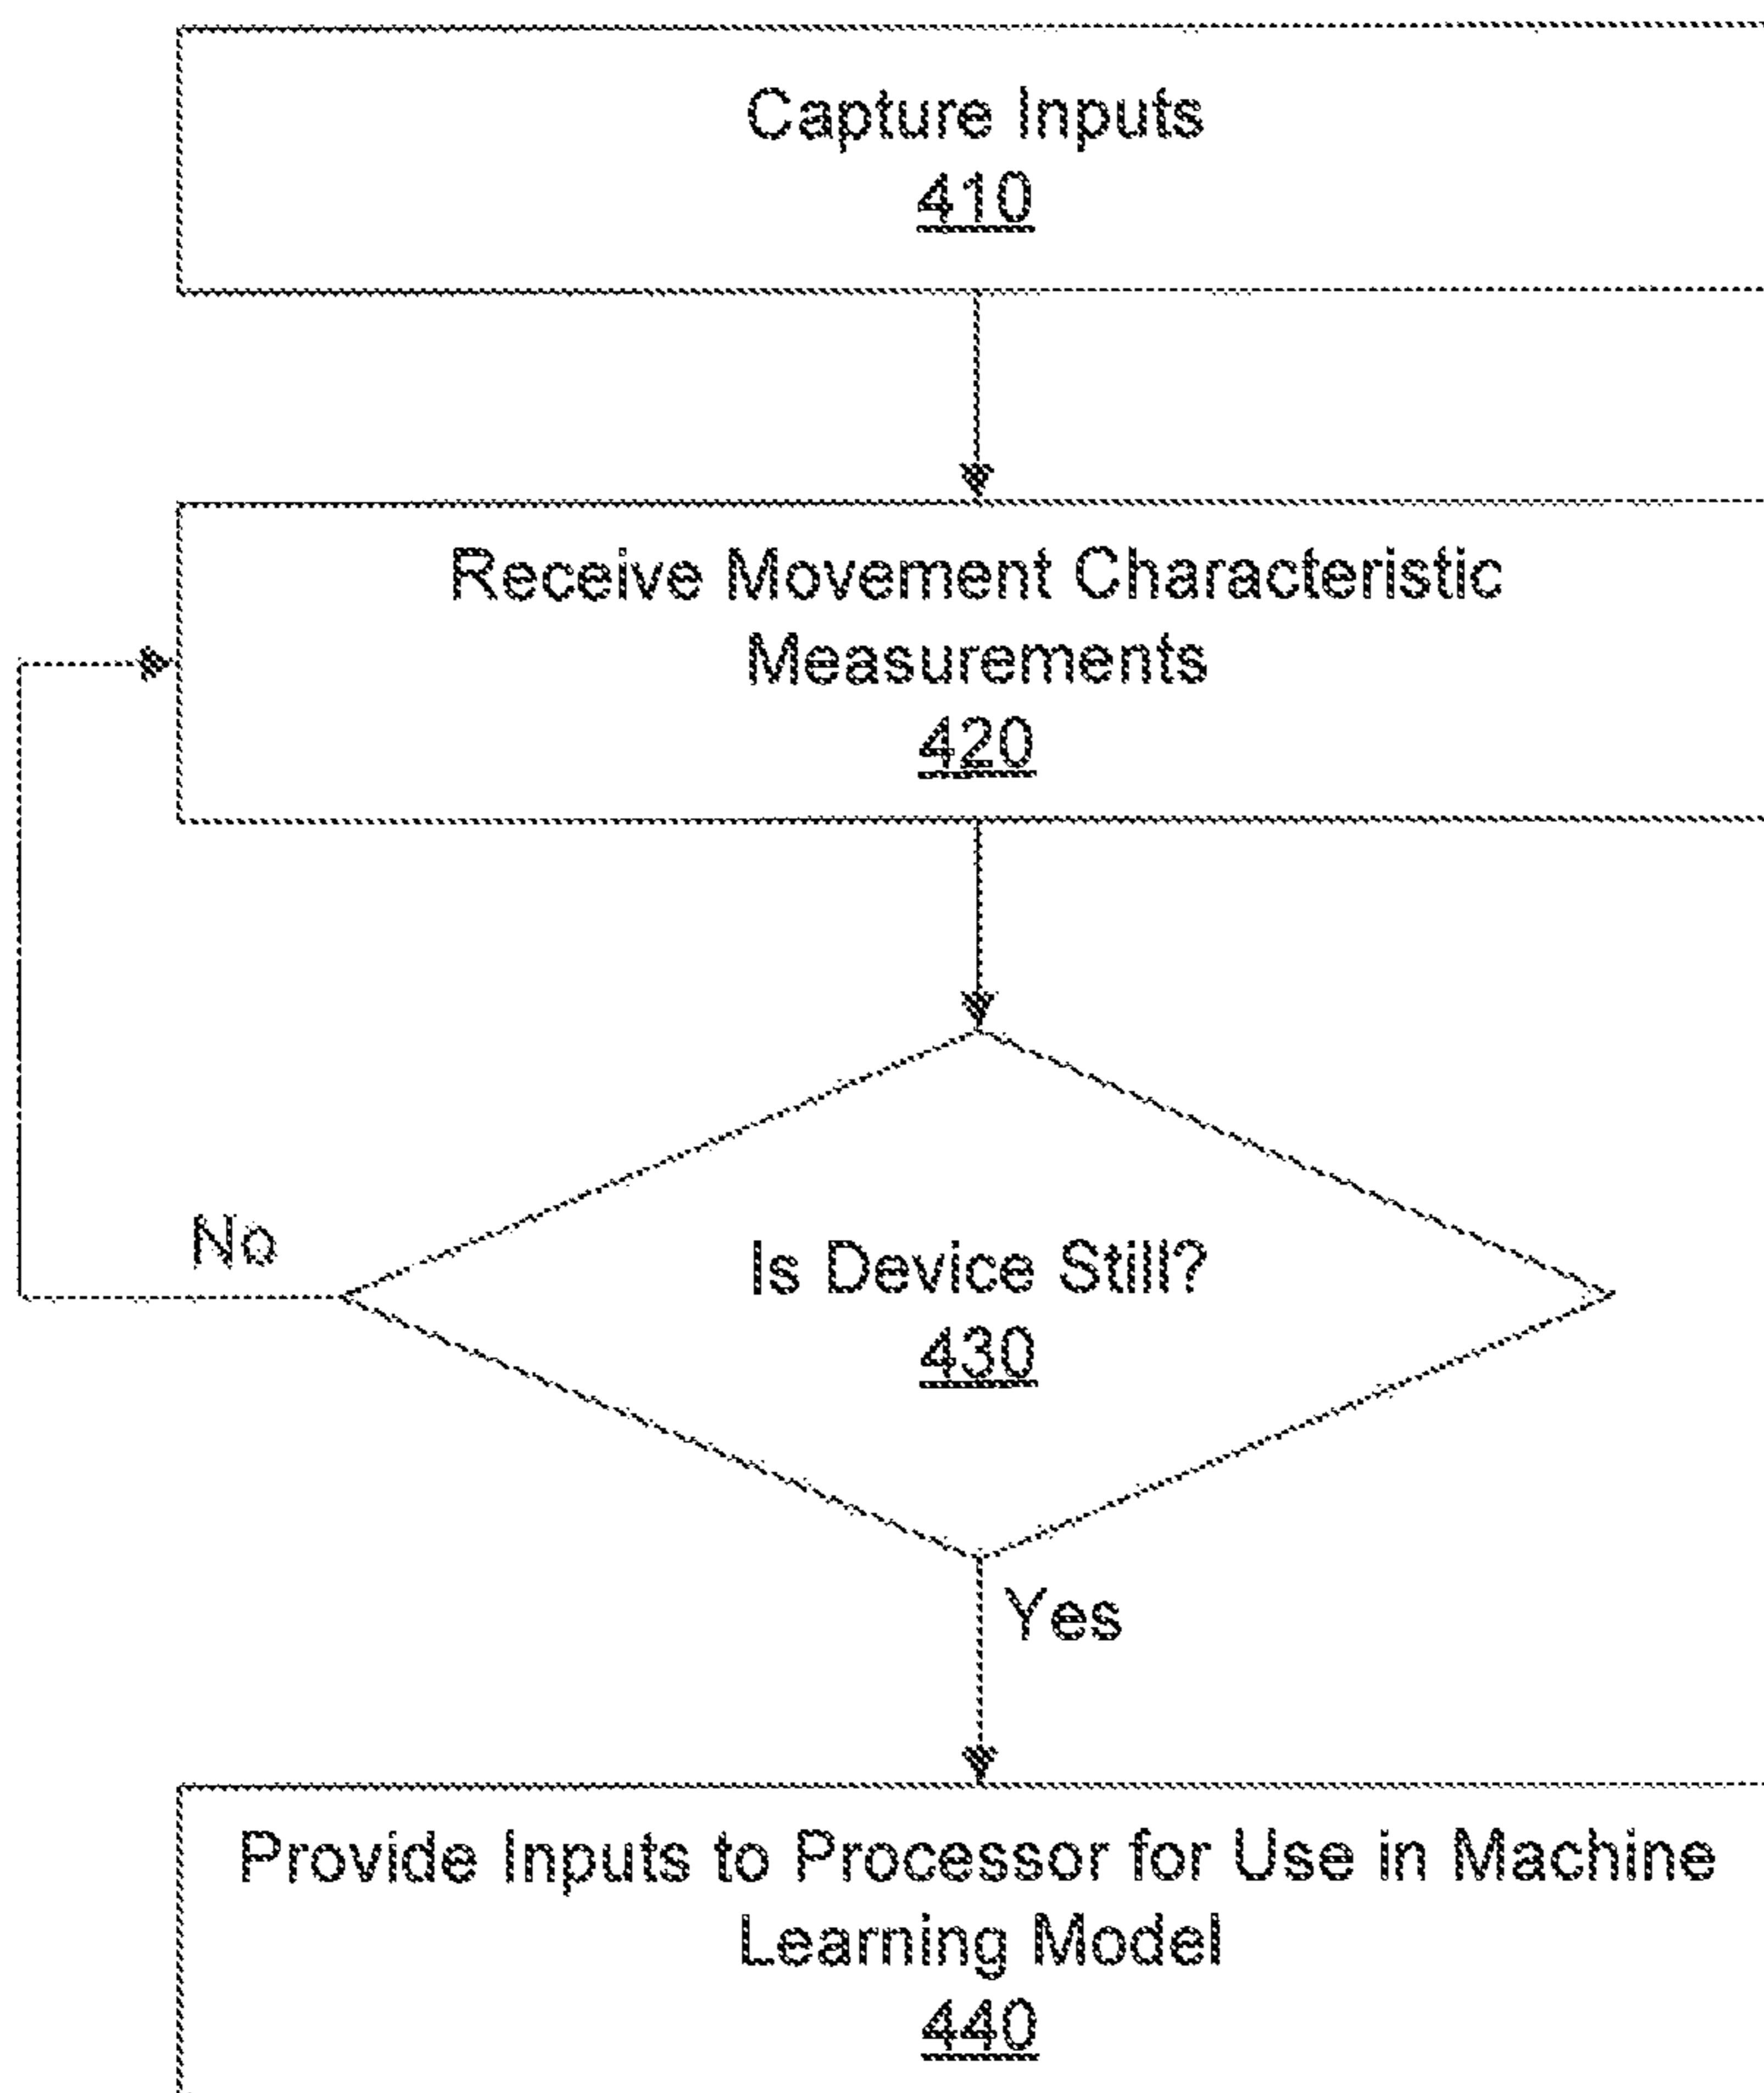 Capture Inputs
410
Receive Movement Characteristic
Measurements
420
No
Is Device Still?
430
Yes
Provide Inputs to Processor for Use in Machine
Learning Model
440